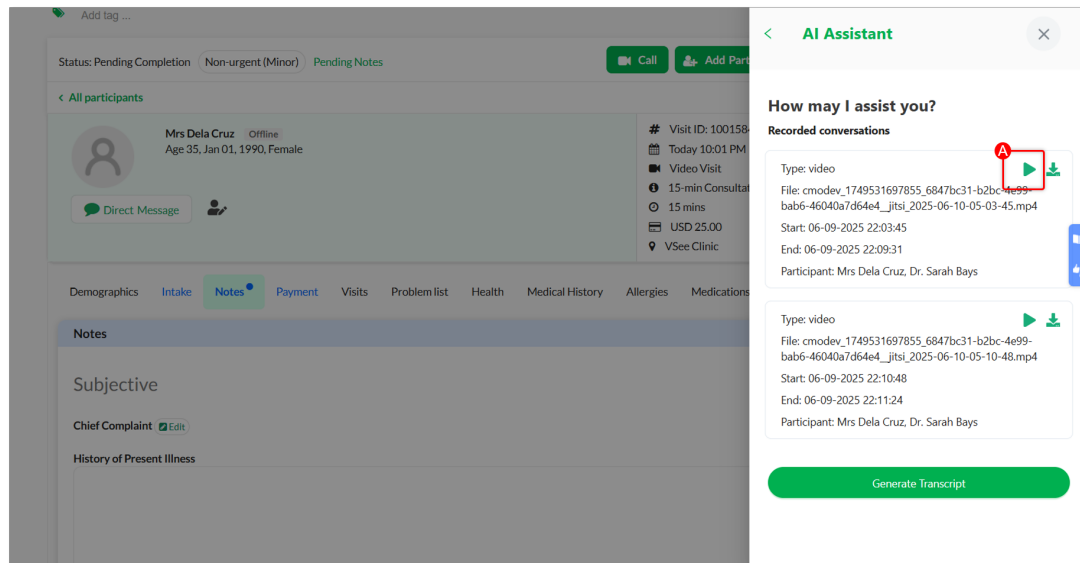 Add tag ...
Status: Pending Completion Non-urgent (Minor) Pending Notes
Call Add Part
< All participants
Mrs Dela Cruz Offline
Age 35, Jan 01, 1990, Female
Direct Message
# Visit ID: 100158
Today 10:01 PM
Video Visit
15-min Consultat
15 mins
USD 25.00
VSee Clinic
Demographics Intake Notes Payment Visits Problem list Health Medical History Allergies Medications
Notes
Subjective
Chief Complaint Edit
History of Present Illness
< AI Assistant ×
How may I assist you?
Recorded conversations
A
Type: video
File: cmodev_1749531697855_6847bc31-b2bc-4e99-
bab6-46040a7d64e4__jitsi_2025-06-10-05-03-45.mp4
Start: 06-09-2025 22:03:45
End: 06-09-2025 22:09:31
Participant: Mrs Dela Cruz, Dr. Sarah Bays
Type: video
File: cmodev_1749531697855_6847bc31-b2bc-4e99-
bab6-46040a7d64e4__jitsi_2025-06-10-05-10-48.mp4
Start: 06-09-2025 22:10:48
End: 06-09-2025 22:11:24
Participant: Mrs Dela Cruz, Dr. Sarah Bays
Generate Transcript